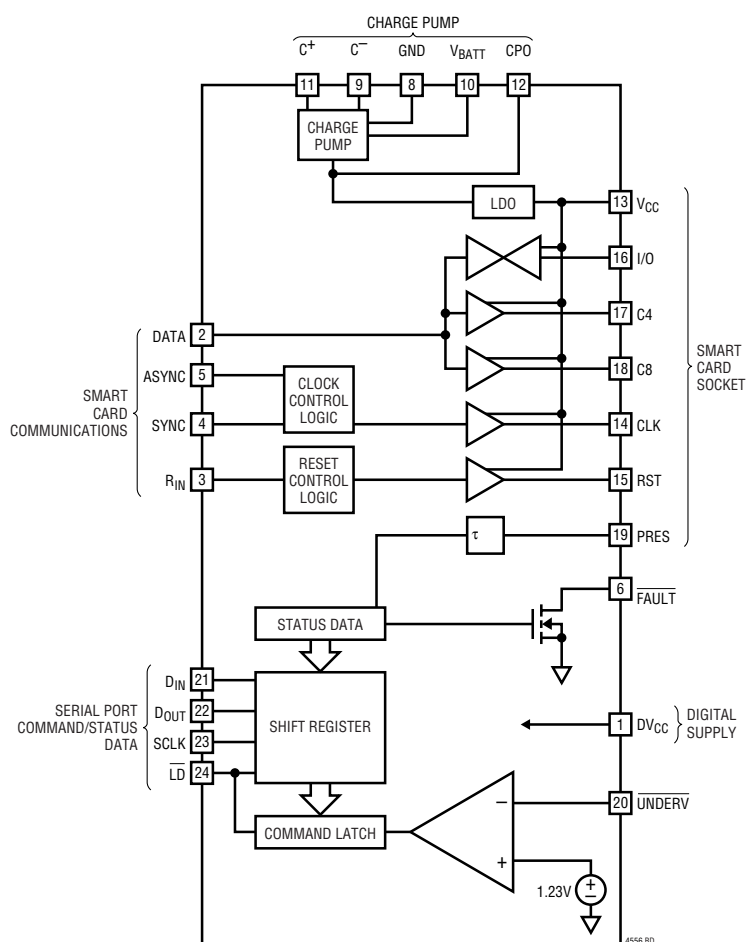 CHARGE PUMP
C+ C– GND VBATT CPO
11 9 8 10 12
CHARGE
PUMP
LDO
13 VCC
16 I/O
17 C4
18 C8
14 CLK
15 RST
19 PRES
SMART
CARD
SOCKET
DATA 2
ASYNC 5
SYNC 4
RIN 3
SMART
CARD
COMMUNICATIONS
CLOCK
CONTROL
LOGIC
RESET
CONTROL
LOGIC
τ
6 FAULT
STATUS DATA
DIN 21
DOUT 22
SCLK 23
LD 24
SERIAL PORT
COMMAND/STATUS
DATA
SHIFT REGISTER
1 DVCC
DIGITAL
SUPPLY
20 UNDERV
COMMAND LATCH
–
+
1.23V
+
–
4556 BD